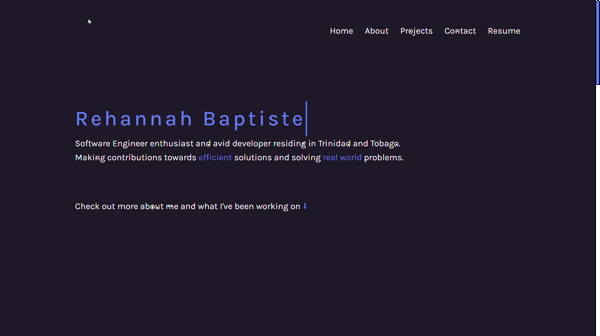 Home About Projects Contact Resume
Rehannah Baptiste
Software Engineer enthusiast and avid developer residing in Trinidad and Tobago.
Making contributions towards efficient solutions and solving real world problems.
Check out more about me and what I've been working on